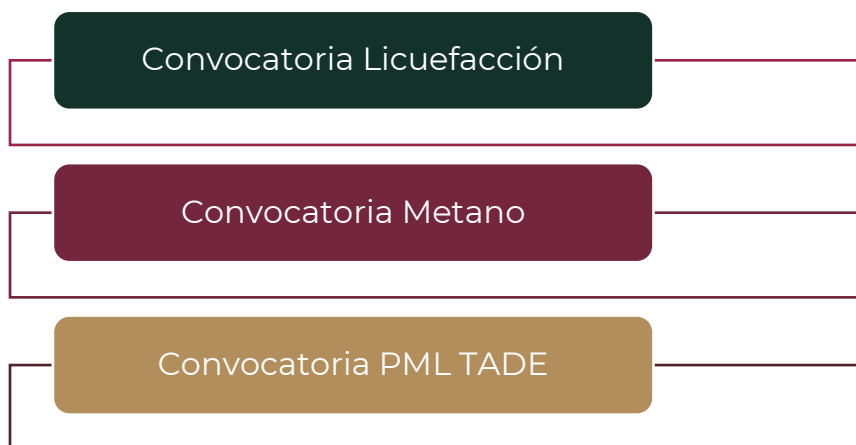 Convocatoria Licuefacción
Convocatoria Metano
Convocatoria PML TADE